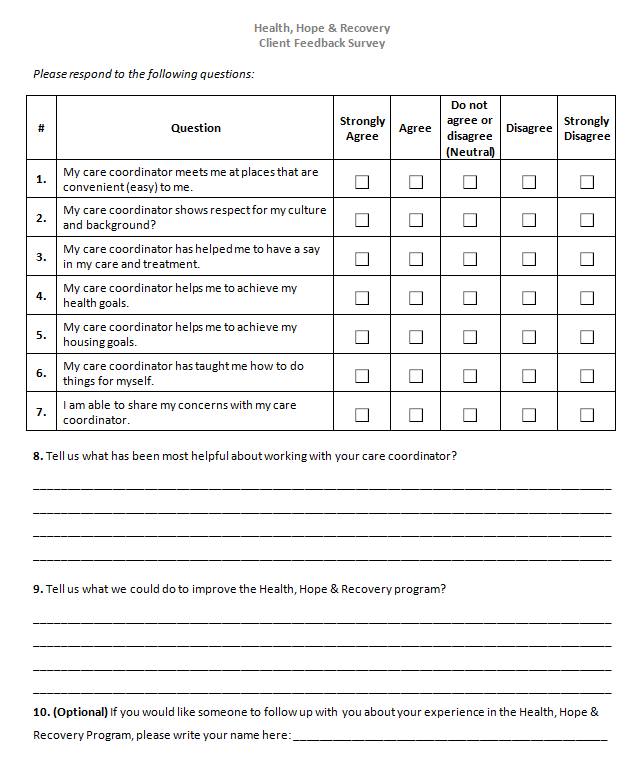 Health, Hope & Recovery
Client Feedback Survey
Please respond to the following questions:
# Question Strongly Agree Agree Do not agree or disagree (Neutral) Disagree Strongly Disagree
1. My care coordinator meets me at places that are
convenient (easy) to me.
2. My care coordinator shows respect for my culture
and background?
3. My care coordinator has helped me to have a say
in my care and treatment.
4. My care coordinator helps me to achieve my
health goals.
5. My care coordinator helps me to achieve my
housing goals.
6. My care coordinator has taught me how to do
things for myself.
7. I am able to share my concerns with my care
coordinator.
8. Tell us what has been most helpful about working with your care coordinator?
9. Tell us what we could do to improve the Health, Hope & Recovery program?
10. (Optional) If you would like someone to follow up with you about your experience in the Health, Hope &
Recovery Program, please write your name here: